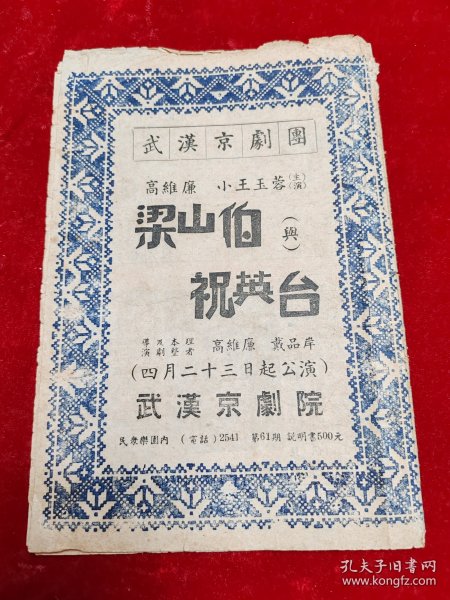 武漢京劇團
高維廉 小王玉蓉(主演)
梁山伯(與)
祝英台
導及本理
演劇整者 高維廉 戴品岸
(四月二十三日起公演)
武漢京劇院
民衆樂園内 (電話)2541 第61期 説明書500元
孔夫子旧书网
www.kongfz.com